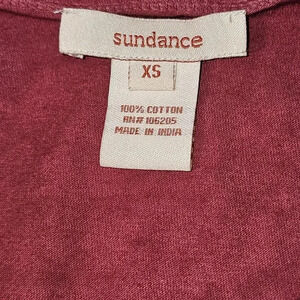 sundance
XS
100% COTTON
RN# 106205
MADE IN INDIA